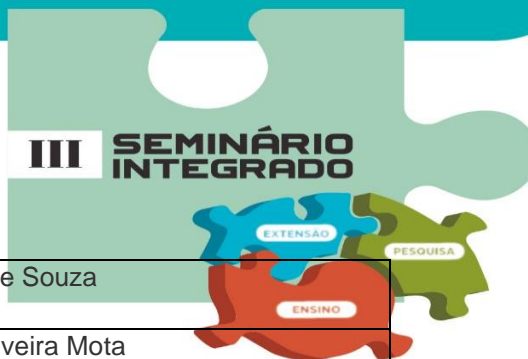 III SEMINÁRIO
INTEGRADO
EXTENSÃO
PESQUISA
ENSINO
e Souza
veira Mota